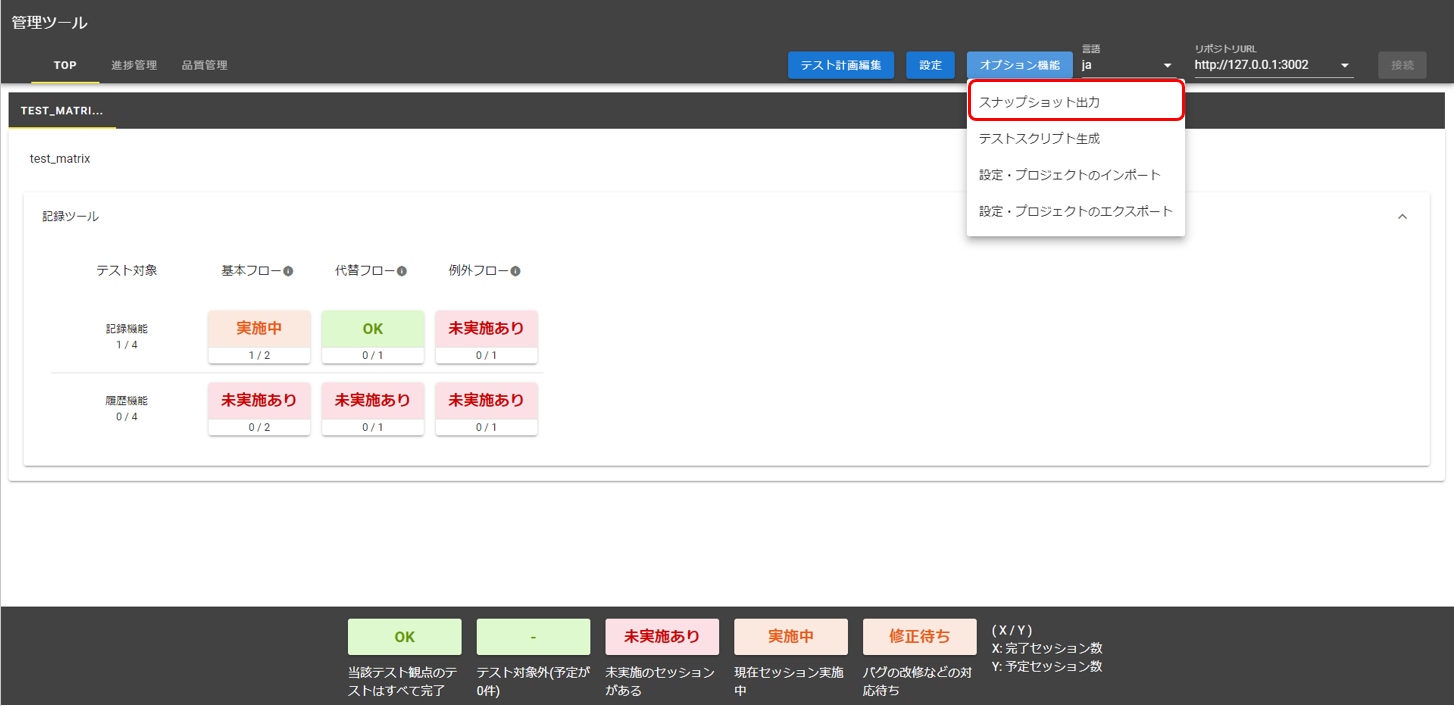 管理ツール
TOP
進捗管理
品質管理
テスト計画編集
設定
オプション機能
言語
ja
リポジトリURL
http://127.0.0.1:3002
接続
スナップショット出力
テストスクリプト生成
設定・プロジェクトのインポート
設定・プロジェクトのエクスポート
TEST_MATRI...
test_matrix
記録ツール
テスト対象
基本フロー
代替フロー
例外フロー
記録機能
1 / 4
実施中
1 / 2
OK
0 / 1
未実施あり
0 / 1
履歴機能
0 / 4
未実施あり
0 / 2
未実施あり
0 / 1
未実施あり
0 / 1
OK
当該テスト観点のテ
ストはすべて完了
-
テスト対象外(予定が
0件)
未実施あり
未実施のセッション
がある
実施中
現在セッション実施
中
修正待ち
バグの改修などの対
応待ち
( X / Y )
X: 完了セッション数
Y: 予定セッション数